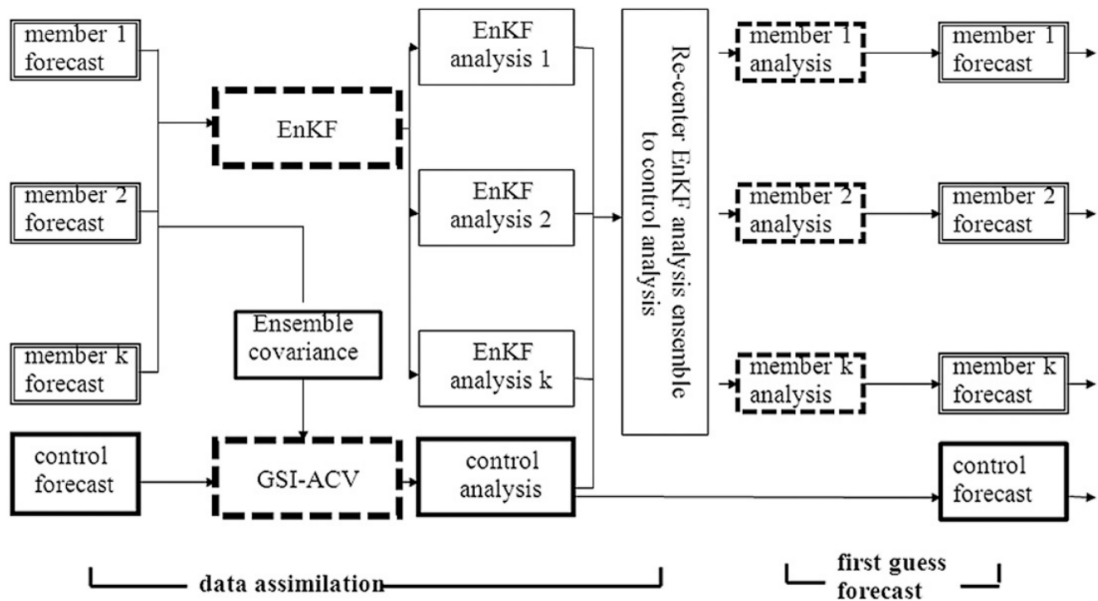 member 1
forecast
EnKF
EnKF
analysis 1
Re-center EnKF analysis ensemble
to control analysis
member 1
analysis
member 1
forecast
member 2
forecast
EnKF
analysis 2
member 2
analysis
member 2
forecast
Ensemble
covariance
member k
forecast
EnKF
analysis k
member k
analysis
member k
forecast
control
forecast
GSI-ACV
control
analysis
control
forecast
data assimilation
first guess
forecast